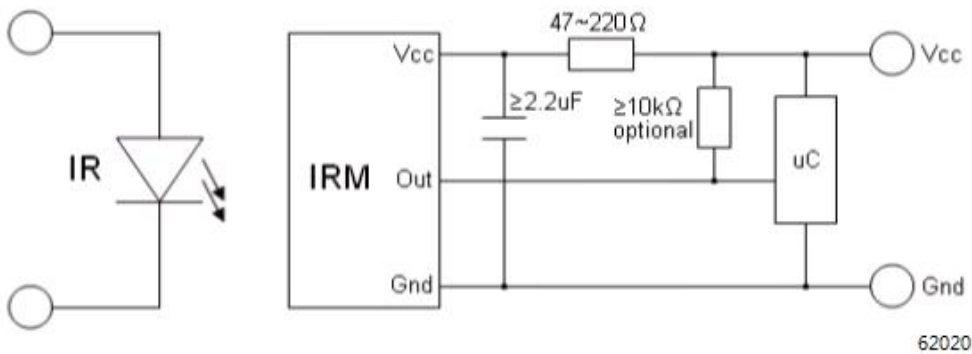 47~220Ω
Vcc
Vcc
≥2.2uF
≥10kΩ
optional
IR
IRM
Out
uC
Gnd
Gnd
62020